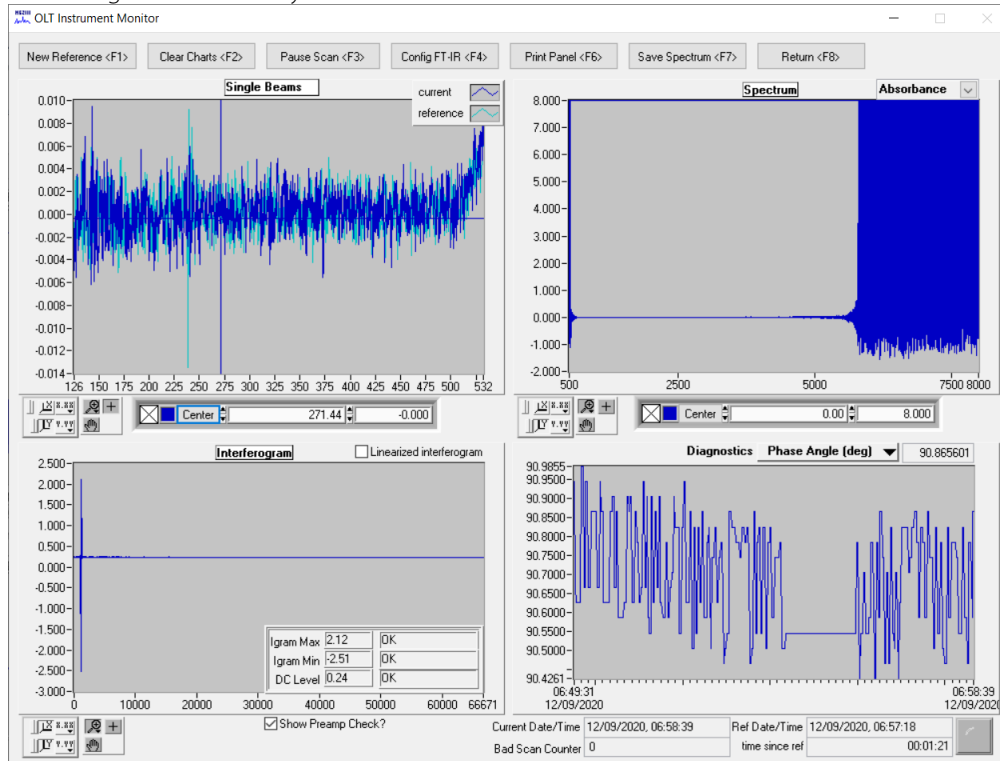 OLT Instrument Monitor
New Reference <F1> Clear Charts <F2> Pause Scan <F3> Config FT-IR <F4> Print Panel <F6> Save Spectrum <F7> Return <F8>
Single Beams
current
reference
0.010
0.008
0.006
0.004
0.002
0.000
-0.002
-0.004
-0.006
-0.008
-0.010
-0.012
-0.014
126 150 175 200 225 250 275 300 325 350 375 400 425 450 475 500 532
Center 271.44 -0.000
Spectrum Absorbance
8.000
7.000
6.000
5.000
4.000
3.000
2.000
1.000
0.000
-1.000
-2.000
500 2500 5000 7500 8000
Center 0.00 8.000
Interferogram Linearized interferogram
2.500
2.000
1.500
1.000
0.500
0.000
-0.500
-1.000
-1.500
-2.000
-2.500
-3.000
0 10000 20000 30000 40000 50000 60000 66671
Igram Max 2.12 OK
Igram Min -2.51 OK
DC Level 0.24 OK
Show Preamp Check?
Diagnostics Phase Angle (deg) 90.865601
90.9855
90.9500
90.9000
90.8500
90.8000
90.7500
90.7000
90.6500
90.6000
90.5500
90.5000
90.4261
06:49:31 06:58:39
12/09/2020 12/09/2020
Current Date/Time 12/09/2020, 06:58:39 Ref Date/Time 12/09/2020, 06:57:18
Bad Scan Counter 0 time since ref 00:01:21